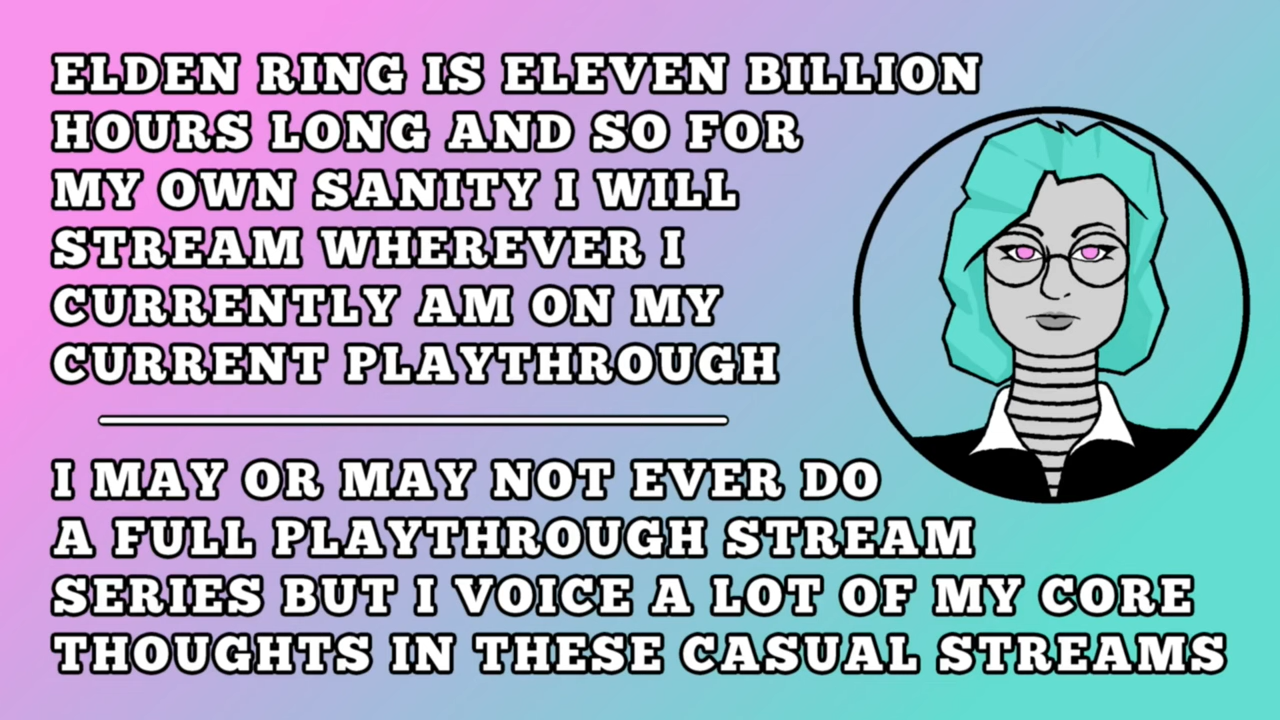 ELDEN RING IS ELEVEN BILLION
HOURS LONG AND SO FOR
MY OWN SANITY I WILL
STREAM WHEREVER I
CURRENTLY AM ON MY
CURRENT PLAYTHROUGH
I MAY OR MAY NOT EVER DO
A FULL PLAYTHROUGH STREAM
SERIES BUT I VOICE A LOT OF MY CORE
THOUGHTS IN THESE CASUAL STREAMS